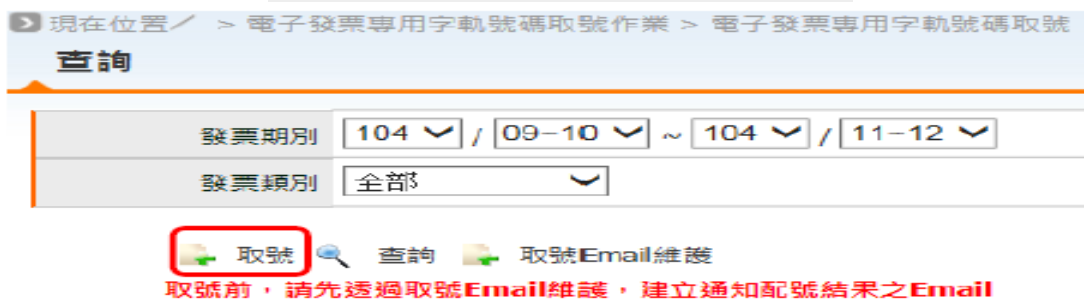 現在位置／ > 電子發票專用字軌號碼取號作業 > 電子發票專用字軌號碼取號
查詢
發票期別 104 / 09-10 ~ 104 / 11-12
發票類別 全部
取號 查詢 取號Email維護
取號前，請先透過取號Email維護，建立通知配號結果之Email